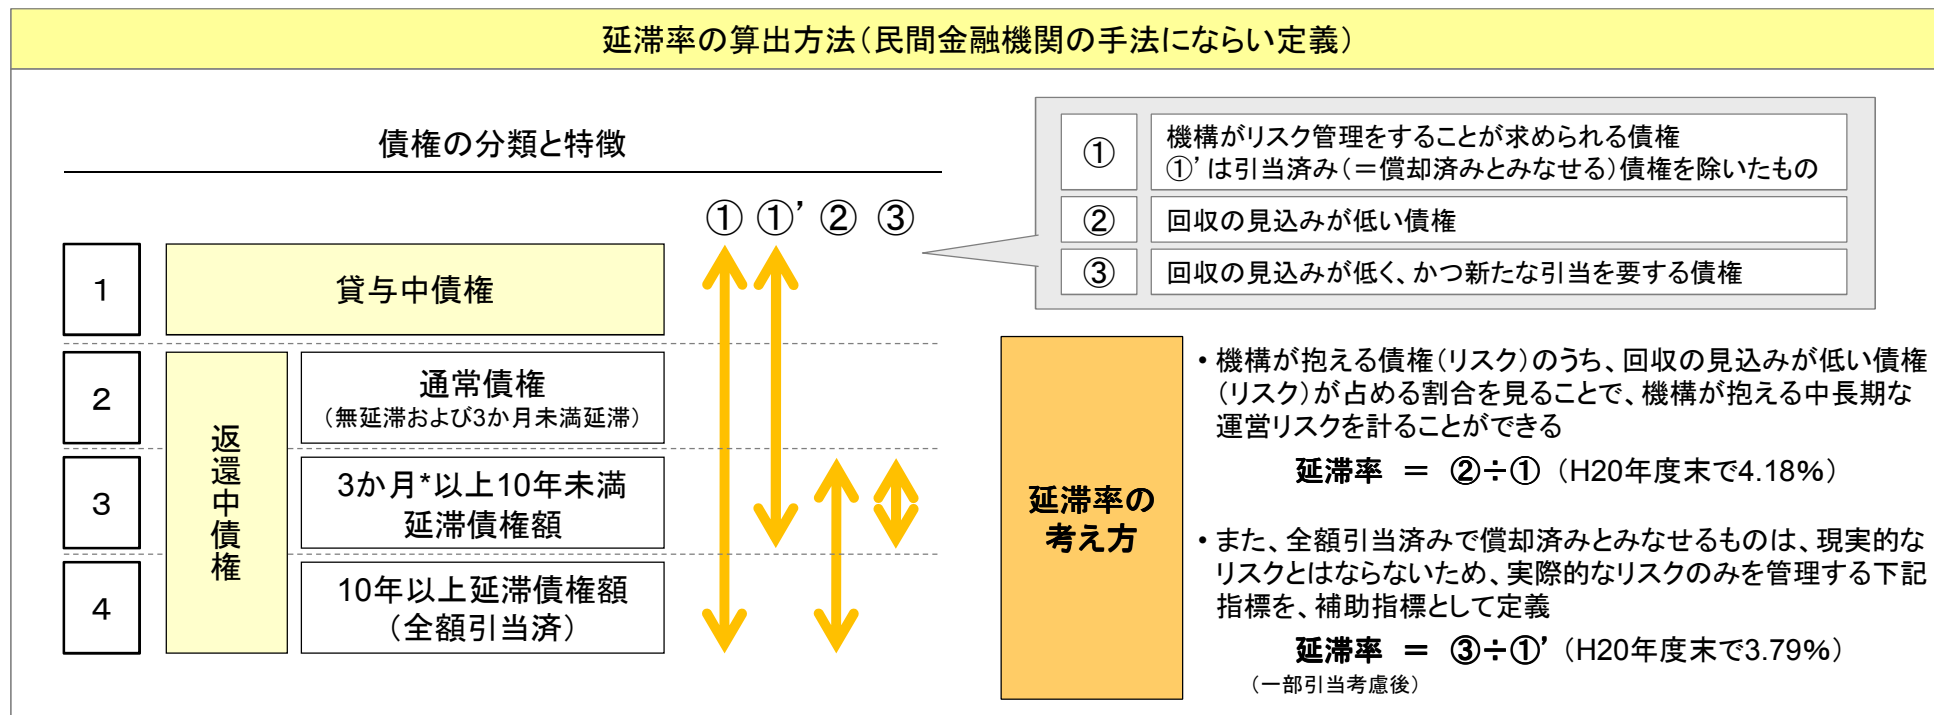 延滞率の算出方法（民間金融機関の手法にならい定義）
債権の分類と特徴
① ①’ ② ③
1
貸与中債権
2
返還中債権
通常債権
（無延滞および3か月未満延滞）
3
3か月*以上10年未満
延滞債権額
4
10年以上延滞債権額
（全額引当済）
①
機構がリスク管理をすることが求められる債権
①’は引当済み（＝償却済みとみなせる）債権を除いたもの
②
回収の見込みが低い債権
③
回収の見込みが低く、かつ新たな引当を要する債権
延滞率の
考え方
・機構が抱える債権（リスク）のうち、回収の見込みが低い債権
（リスク）が占める割合を見ることで、機構が抱える中長期な
運営リスクを計ることができる
延滞率 ＝ ②÷① （H20年度末で4.18%）
・また、全額引当済みで償却済みとみなせるものは、現実的な
リスクとはならないため、実際的なリスクのみを管理する下記
指標を、補助指標として定義
延滞率 ＝ ③÷①’ （H20年度末で3.79%）
（一部引当考慮後）